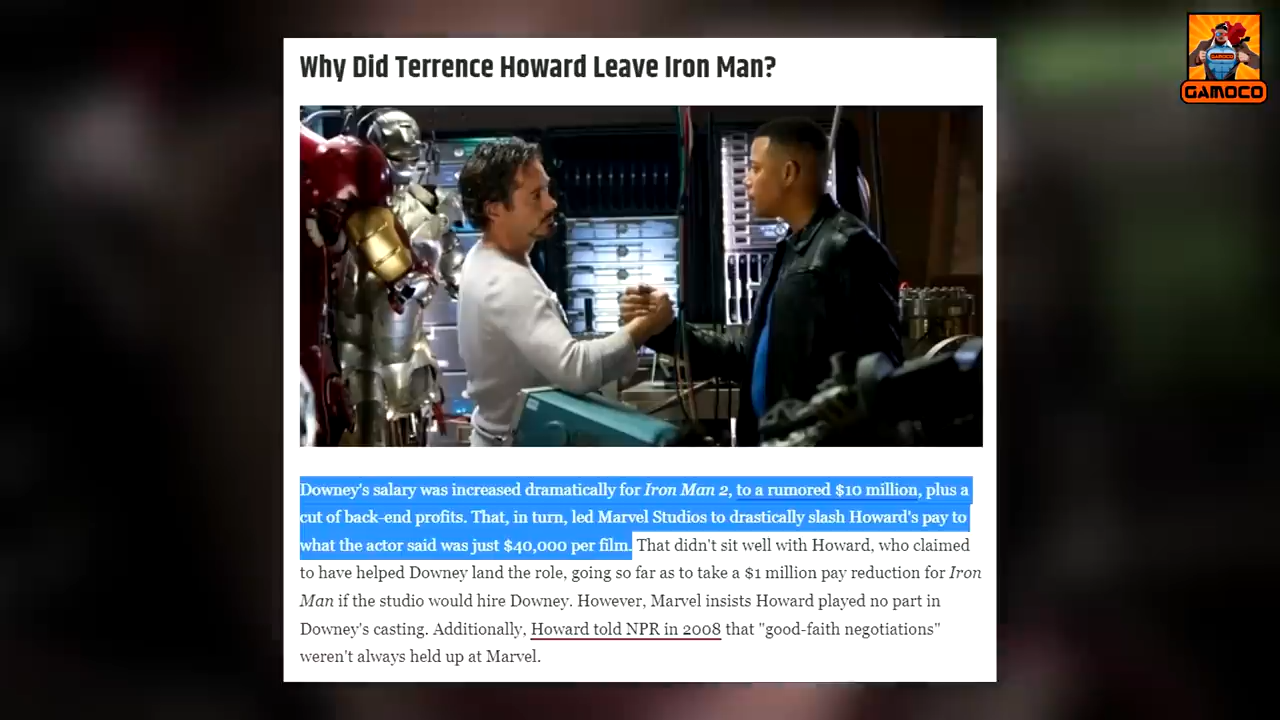 GAMOCO
GAMOCO
Why Did Terrence Howard Leave Iron Man?
Downey's salary was increased dramatically for Iron Man 2, to a rumored $10 million, plus a
cut of back-end profits. That, in turn, led Marvel Studios to drastically slash Howard's pay to
what the actor said was just $40,000 per film. That didn't sit well with Howard, who claimed
to have helped Downey land the role, going so far as to take a $1 million pay reduction for Iron
Man if the studio would hire Downey. However, Marvel insists Howard played no part in
Downey's casting. Additionally, Howard told NPR in 2008 that "good-faith negotiations"
weren't always held up at Marvel.